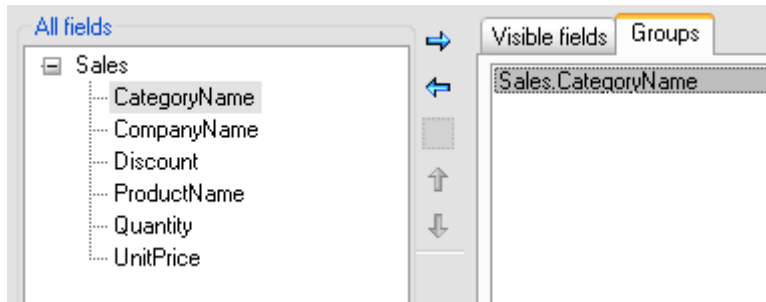 All fields
Sales
CategoryName
CompanyName
Discount
ProductName
Quantity
UnitPrice
Visible fields
Groups
Sales.CategoryName